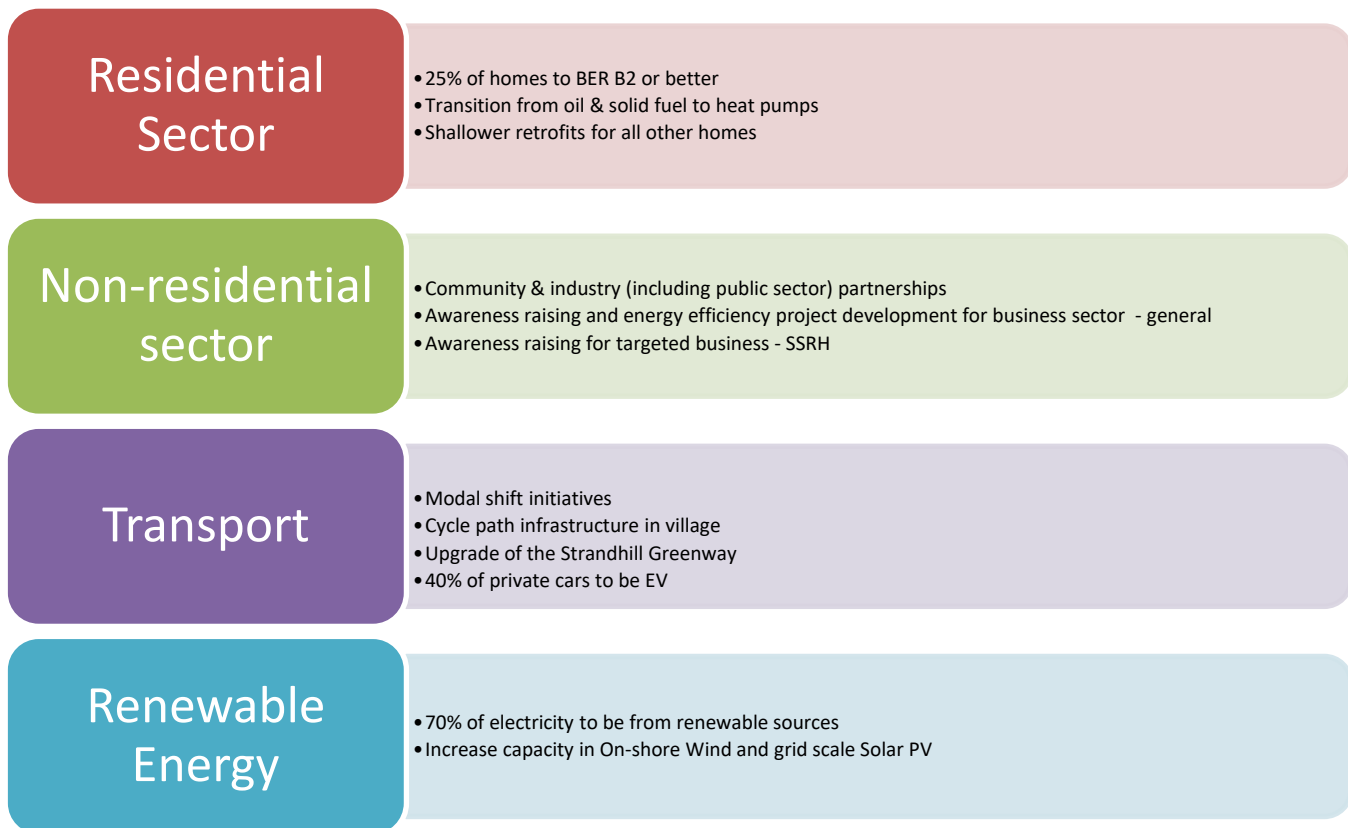 Residential
Sector
•25% of homes to BER B2 or better
•Transition from oil & solid fuel to heat pumps
•Shallower retrofits for all other homes
Non-residential
sector
•Community & industry (including public sector) partnerships
•Awareness raising and energy efficiency project development for business sector  - general
•Awareness raising for targeted business - SSRH
Transport
•Modal shift initiatives
•Cycle path infrastructure in village
•Upgrade of the Strandhill Greenway
•40% of private cars to be EV
Renewable
Energy
•70% of electricity to be from renewable sources
•Increase capacity in On-shore Wind and grid scale Solar PV